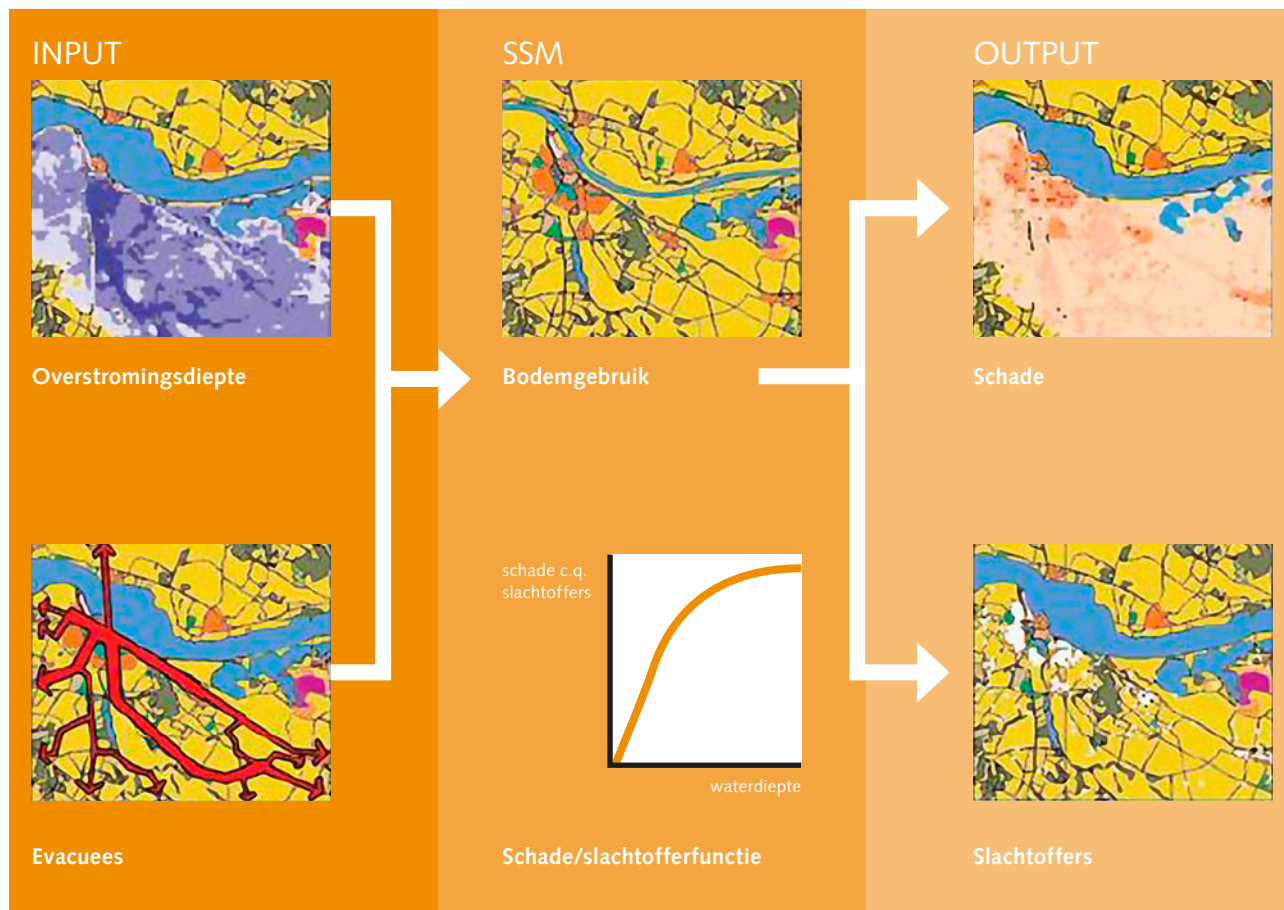 INPUT
SSM
OUTPUT
Overstromingsdiepte
Bodemgebruik
Schade
schade c.q.
slachtoffers
waterdiepte
Evacuees
Schade/slachtofferfunctie
Slachtoffers